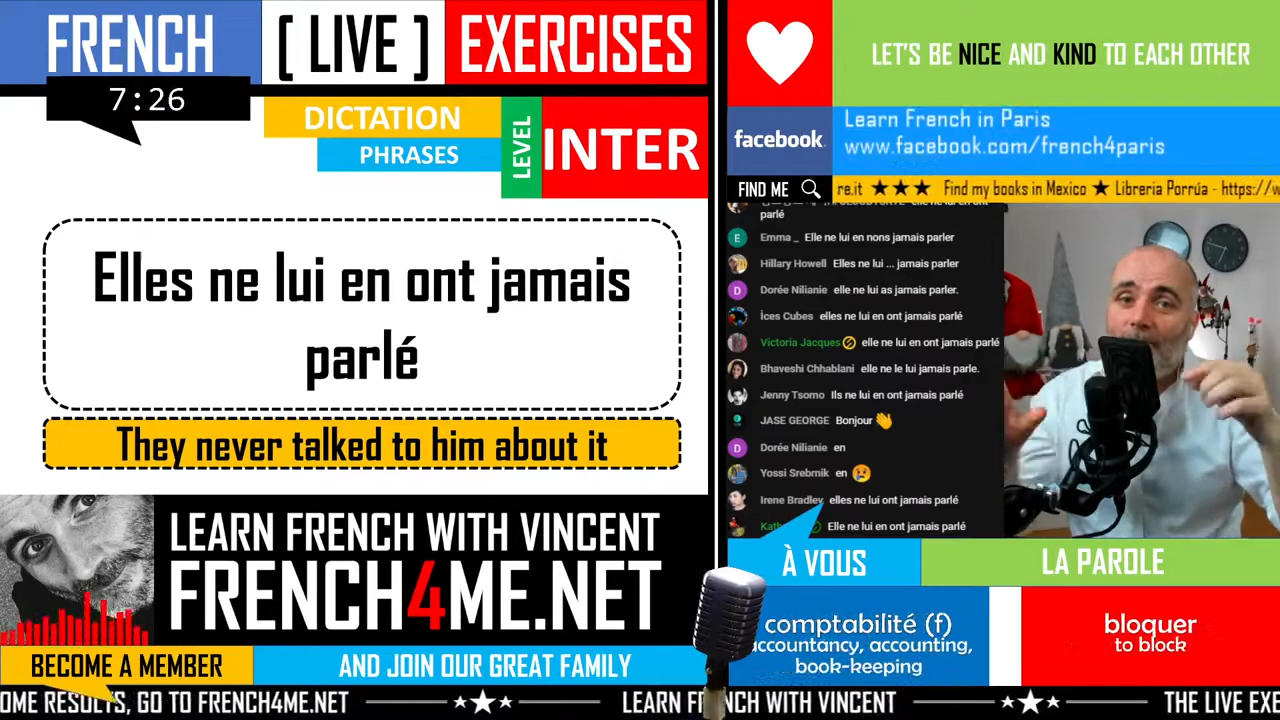 FRENCH
[ LIVE ]
EXERCISES
7:26
DICTATION
PHRASES
LEVEL
INTER
Elles ne lui en ont jamais
parlé
They never talked to him about it
LEARN FRENCH WITH VINCENT
FRENCH4ME.NET
BECOME A MEMBER
AND JOIN OUR GREAT FAMILY
LET'S BE NICE AND KIND TO EACH OTHER
facebook
Learn French in Paris
www.facebook.com/french4paris
FIND ME
re.it ★★★ Find my books in Mexico ★ Libreria Porrúa - https://w
parlé
Emma _ Elle ne lui en nons jamais parler
Hillary Howell Elles ne lui ... jamais parler
Dorée Nilianie elle ne lui as jamais parler.
İces Cubes elles ne lui en ont jamais parlé
Victoria Jacques elle ne lui en ont jamais parlé
Bhaveshi Chhablani elle ne le lui jamais parle.
Jenny Tsomo Ils ne lui en ont jamais parlé
JASE GEORGE Bonjour 👋
Dorée Nilianie en
Yossi Srebrnik en 😢
Irene Bradley elles ne lui ont jamais parlé
Elle ne lui en ont jamais parlé
À VOUS
LA PAROLE
comptabilité (f)
accountancy, accounting,
book-keeping
bloquer
to block
OME RESULTS, GO TO FRENCH4ME.NET ★ LEARN FRENCH WITH VINCENT ★ THE LIVE EXE